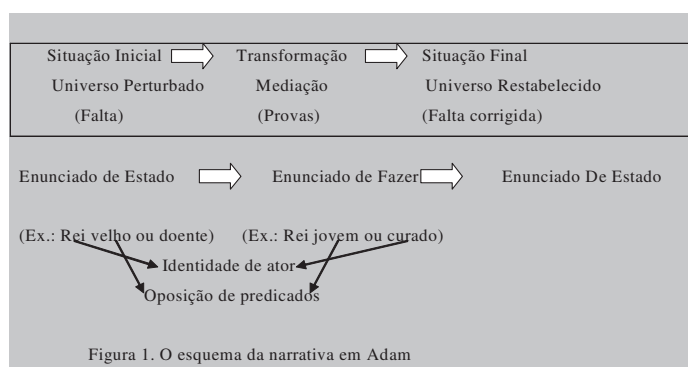 Situação Inicial Transformação Situação Final
Universo Perturbado Mediação Universo Restabelecido
(Falta) (Provas) (Falta corrigida)
Enunciado de Estado Enunciado de Fazer Enunciado De Estado
(Ex.: Rei velho ou doente) (Ex.: Rei jovem ou curado)
Identidade de ator
Oposição de predicados
Figura 1. O esquema da narrativa em Adam